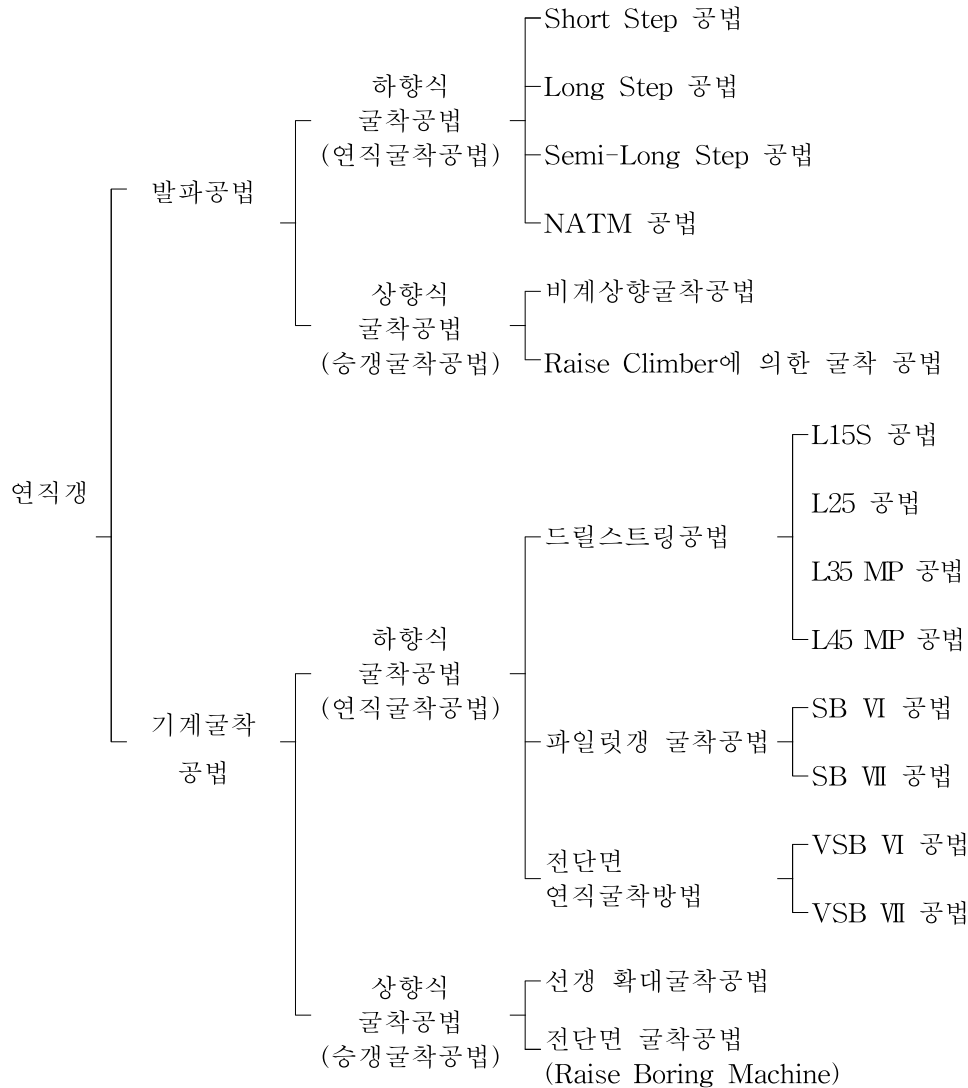 연직갱
발파공법
하향식
굴착공법
(연직굴착공법)
Short Step 공법
Long Step 공법
Semi-Long Step 공법
NATM 공법
상향식
굴착공법
(승갱굴착공법)
비계상향굴착공법
Raise Climber에 의한 굴착 공법
기계굴착
공법
하향식
굴착공법
(연직굴착공법)
드릴스트링공법
L15S 공법
L25 공법
L35 MP 공법
L45 MP 공법
파일럿갱 굴착공법
SB Ⅵ 공법
SB Ⅶ 공법
전단면
연직굴착방법
VSB Ⅵ 공법
VSB Ⅶ 공법
상향식
굴착공법
(승갱굴착공법)
선갱 확대굴착공법
전단면 굴착공법
(Raise Boring Machine)